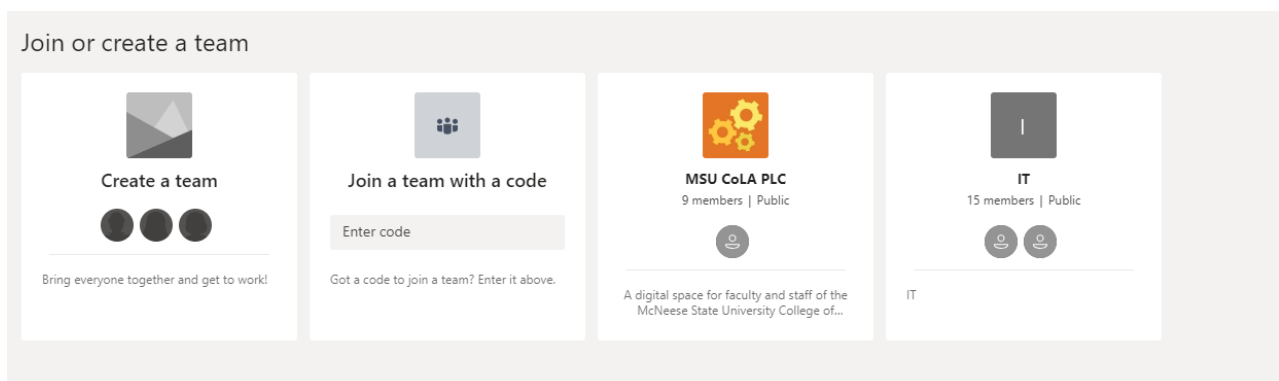 Join or create a team
Create a team
Bring everyone together and get to work!
Join a team with a code
Enter code
Got a code to join a team? Enter it above.
MSU CoLA PLC
9 members | Public
A digital space for faculty and staff of the
McNeese State University College of...
I
IT
15 members | Public
IT